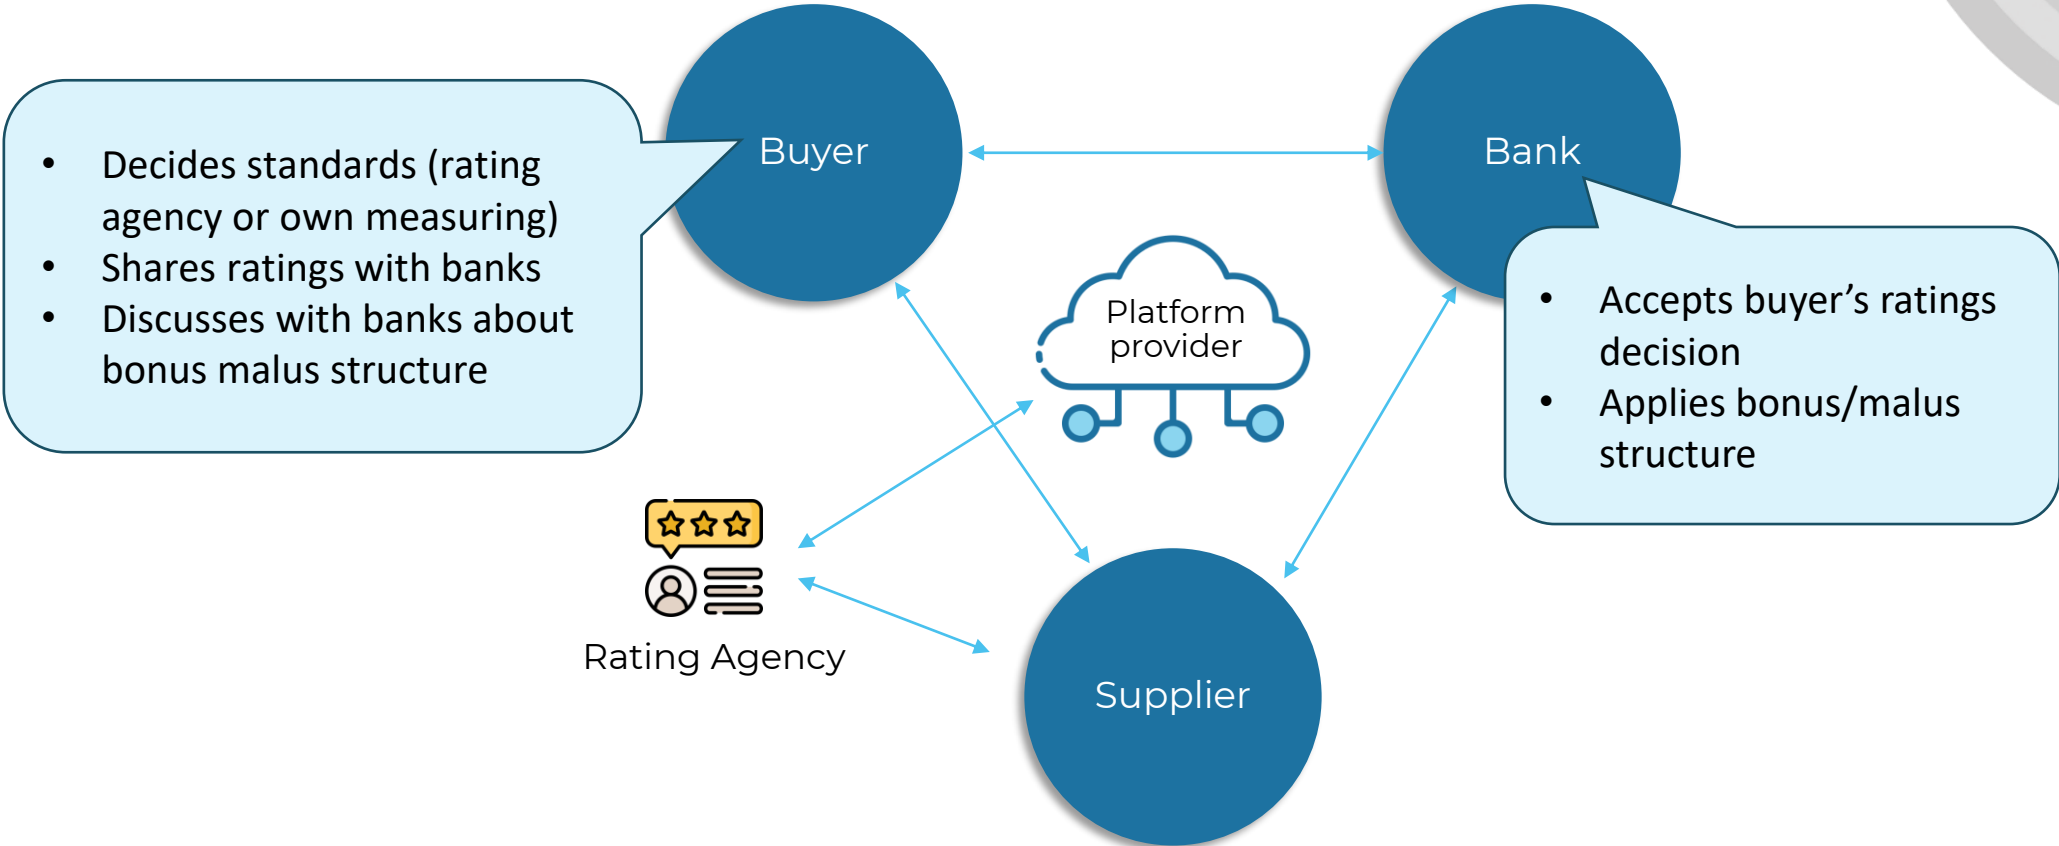 Buyer
Bank
• Decides standards (rating
agency or own measuring)
• Shares ratings with banks
• Discusses with banks about
bonus malus structure
Platform
provider
• Accepts buyer’s ratings
decision
• Applies bonus/malus
structure
Rating Agency
Supplier